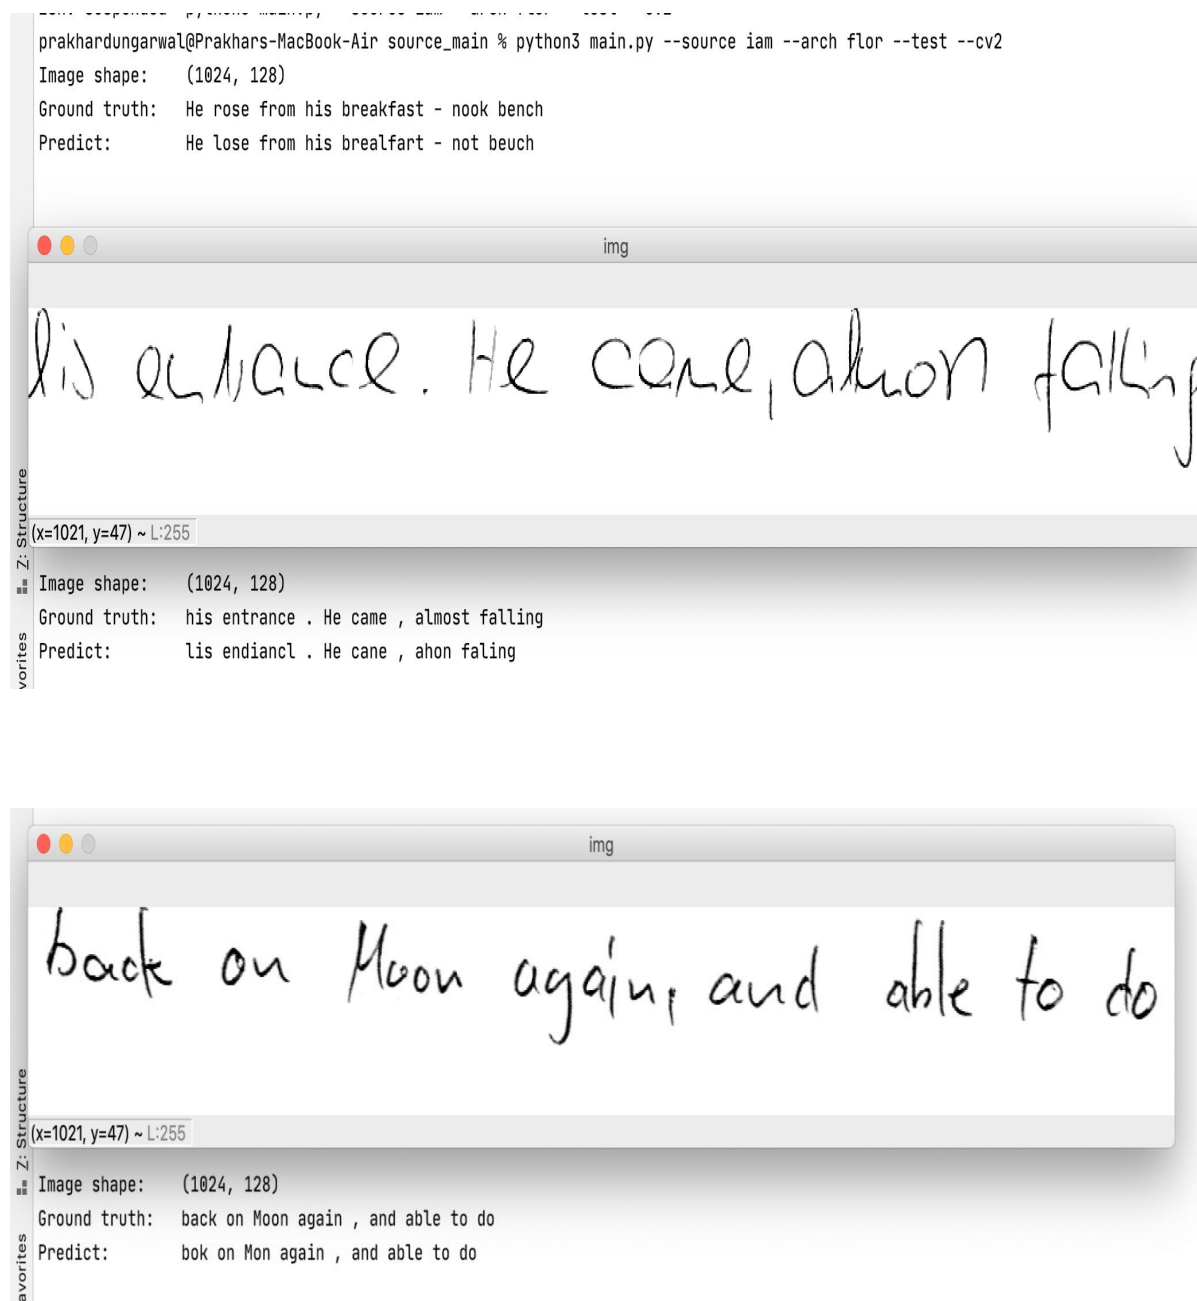 prakhardungarwal@Prakhars-MacBook-Air source_main % python3 main.py --source iam --arch flor --test --cv2
Image shape: (1024, 128)
Ground truth: He rose from his breakfast - nook bench
Predict: He lose from his brealfart - not beuch
img
his entrance. He came, almost falling
(x=1021, y=47) ~ L:255
Z: Structure
Image shape: (1024, 128)
Ground truth: his entrance . He came , almost falling
Predict: lis endiancl . He cane , ahon faling
vorites
img
back on Moon again, and able to do
(x=1021, y=47) ~ L:255
Z: Structure
Image shape: (1024, 128)
Ground truth: back on Moon again , and able to do
Predict: bok on Mon again , and able to do
avorites